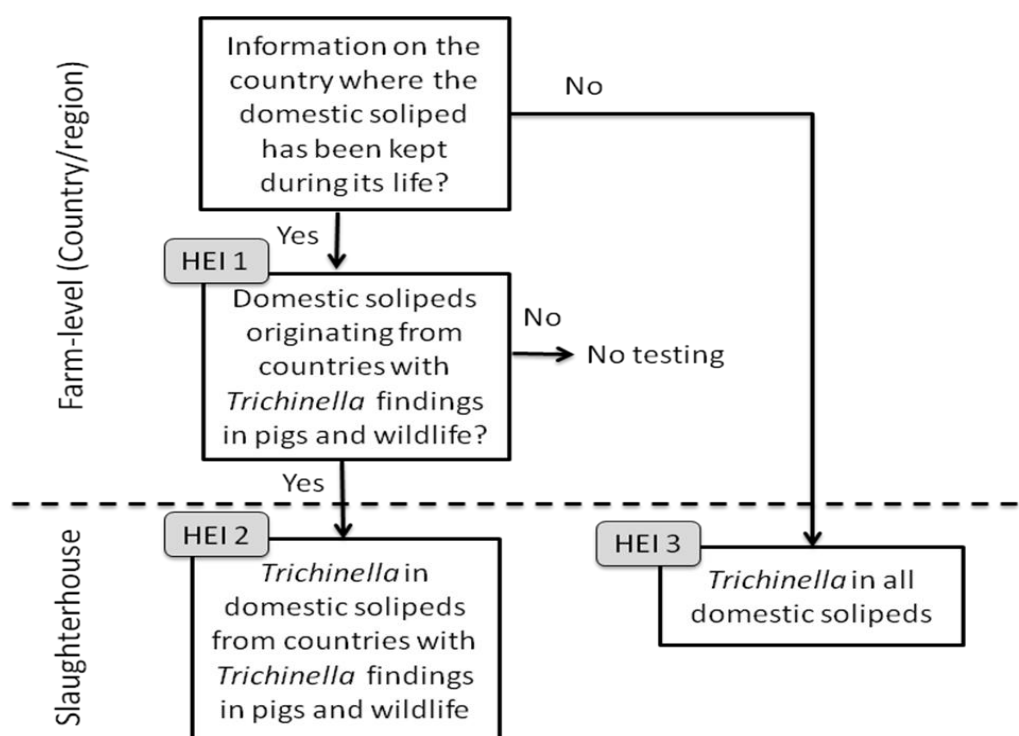 Farm-level (Country/region)
Information on the
country where the
domestic soliped
has been kept
during its life?
No
Yes
HEI 1
Domestic solipeds
originating from
countries with
Trichinella findings
in pigs and wildlife?
No
No testing
Yes
Slaughterhouse
HEI 2
Trichinella in
domestic solipeds
from countries with
Trichinella findings
in pigs and wildlife
HEI 3
Trichinella in all
domestic solipeds